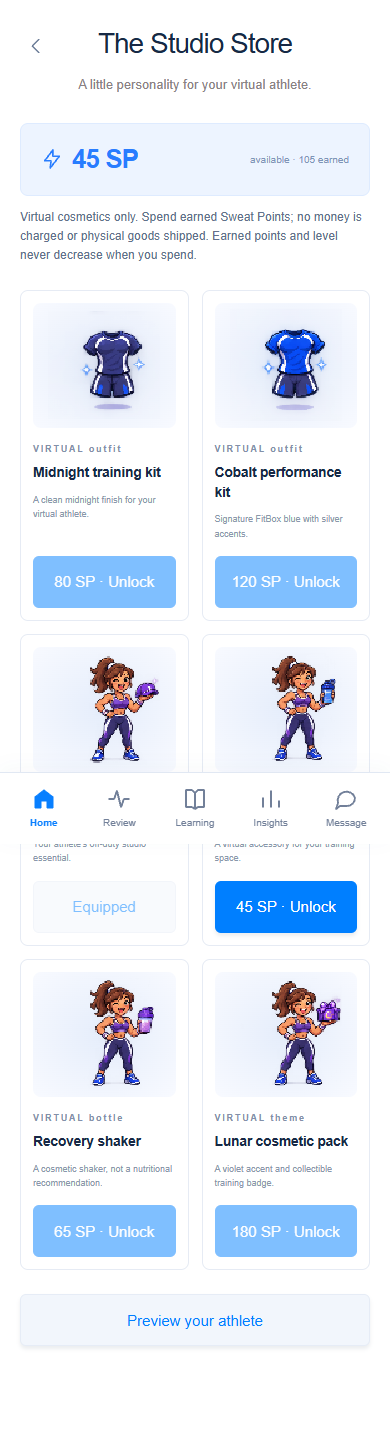 The Studio Store
A little personality for your virtual athlete.
45 SP
available · 105 earned
Virtual cosmetics only. Spend earned Sweat Points; no money is
charged or physical goods shipped. Earned points and level
never decrease when you spend.
VIRTUAL outfit
Midnight training kit
A clean midnight finish for your
virtual athlete.
80 SP · Unlock
VIRTUAL outfit
Cobalt performance
kit
Signature FitBox blue with silver
accents.
120 SP · Unlock
Home
Review
Learning
Insights
Message
Your athlete's off-duty studio
essential.
Equipped
A virtual accessory for your training
space.
45 SP · Unlock
VIRTUAL bottle
Recovery shaker
A cosmetic shaker, not a nutritional
recommendation.
65 SP · Unlock
VIRTUAL theme
Lunar cosmetic pack
A violet accent and collectible
training badge.
180 SP · Unlock
Preview your athlete